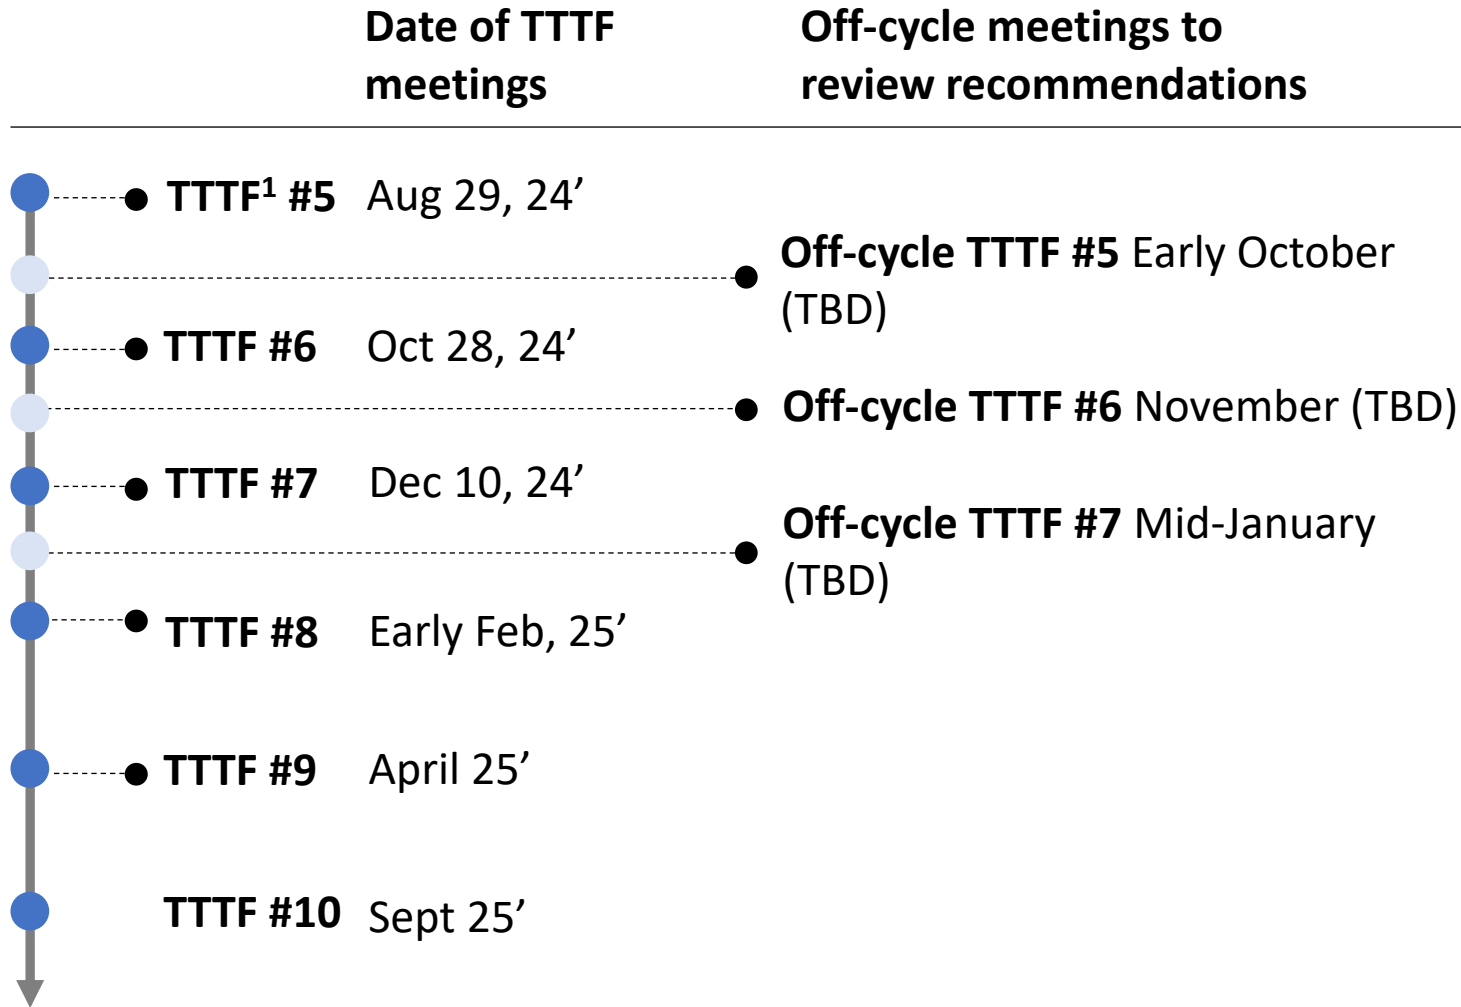 Date of TTTF
meetings
Off-cycle meetings to
review recommendations
TTTF¹ #5 Aug 29, 24’
Off-cycle TTTF #5 Early October
(TBD)
TTTF #6 Oct 28, 24’
Off-cycle TTTF #6 November (TBD)
TTTF #7 Dec 10, 24’
Off-cycle TTTF #7 Mid-January
(TBD)
TTTF #8 Early Feb, 25’
TTTF #9 April 25’
TTTF #10 Sept 25’